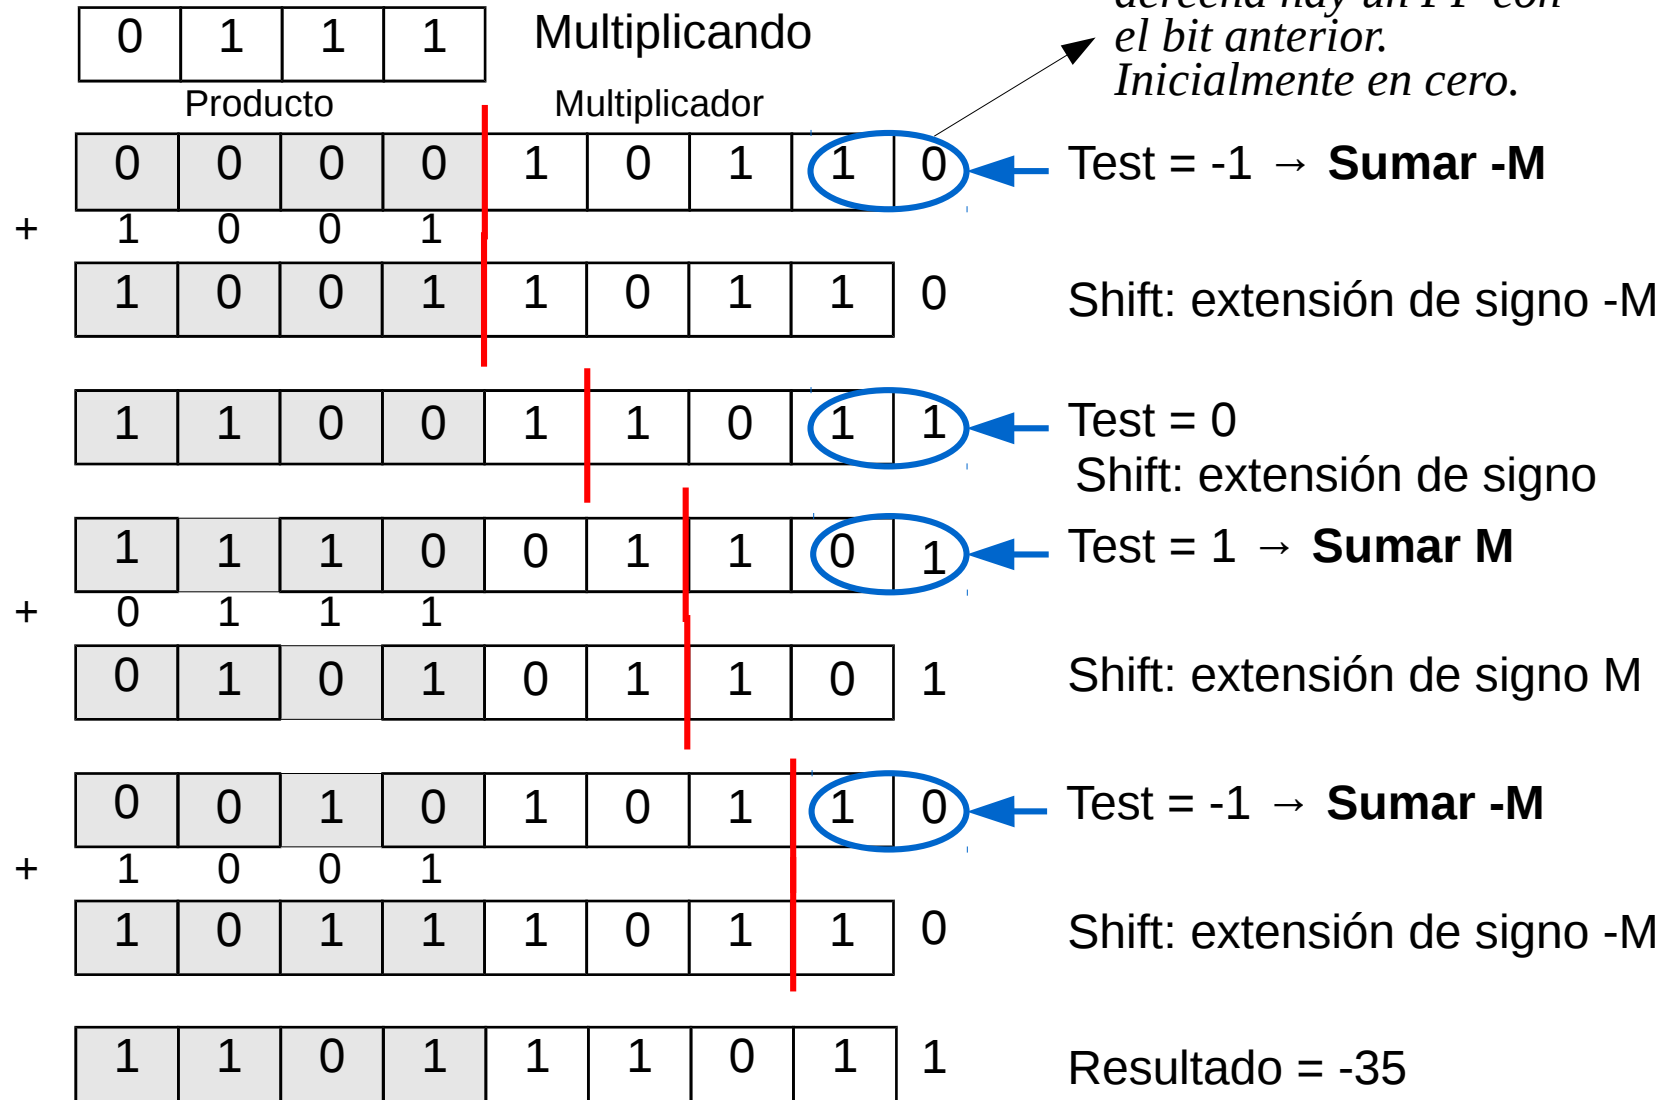 derecha hay un FF con
0 1 1 1 Multiplicando
el bit anterior.
Inicialmente en cero.
Producto Multiplicador
0 0 0 0 1 0 1 1 0 Test = -1 → Sumar -M
+ 1 0 0 1
1 0 0 1 1 0 1 1 0 Shift: extensión de signo -M
1 1 0 0 1 1 0 1 1 Test = 0
Shift: extensión de signo
1 1 1 0 0 1 1 0 1 Test = 1 → Sumar M
+ 0 1 1 1
0 1 0 1 0 1 1 0 1 Shift: extensión de signo M
0 0 1 0 1 0 1 1 0 Test = -1 → Sumar -M
+ 1 0 0 1
1 0 1 1 1 0 1 1 0 Shift: extensión de signo -M
1 1 0 1 1 1 0 1 1 Resultado = -35